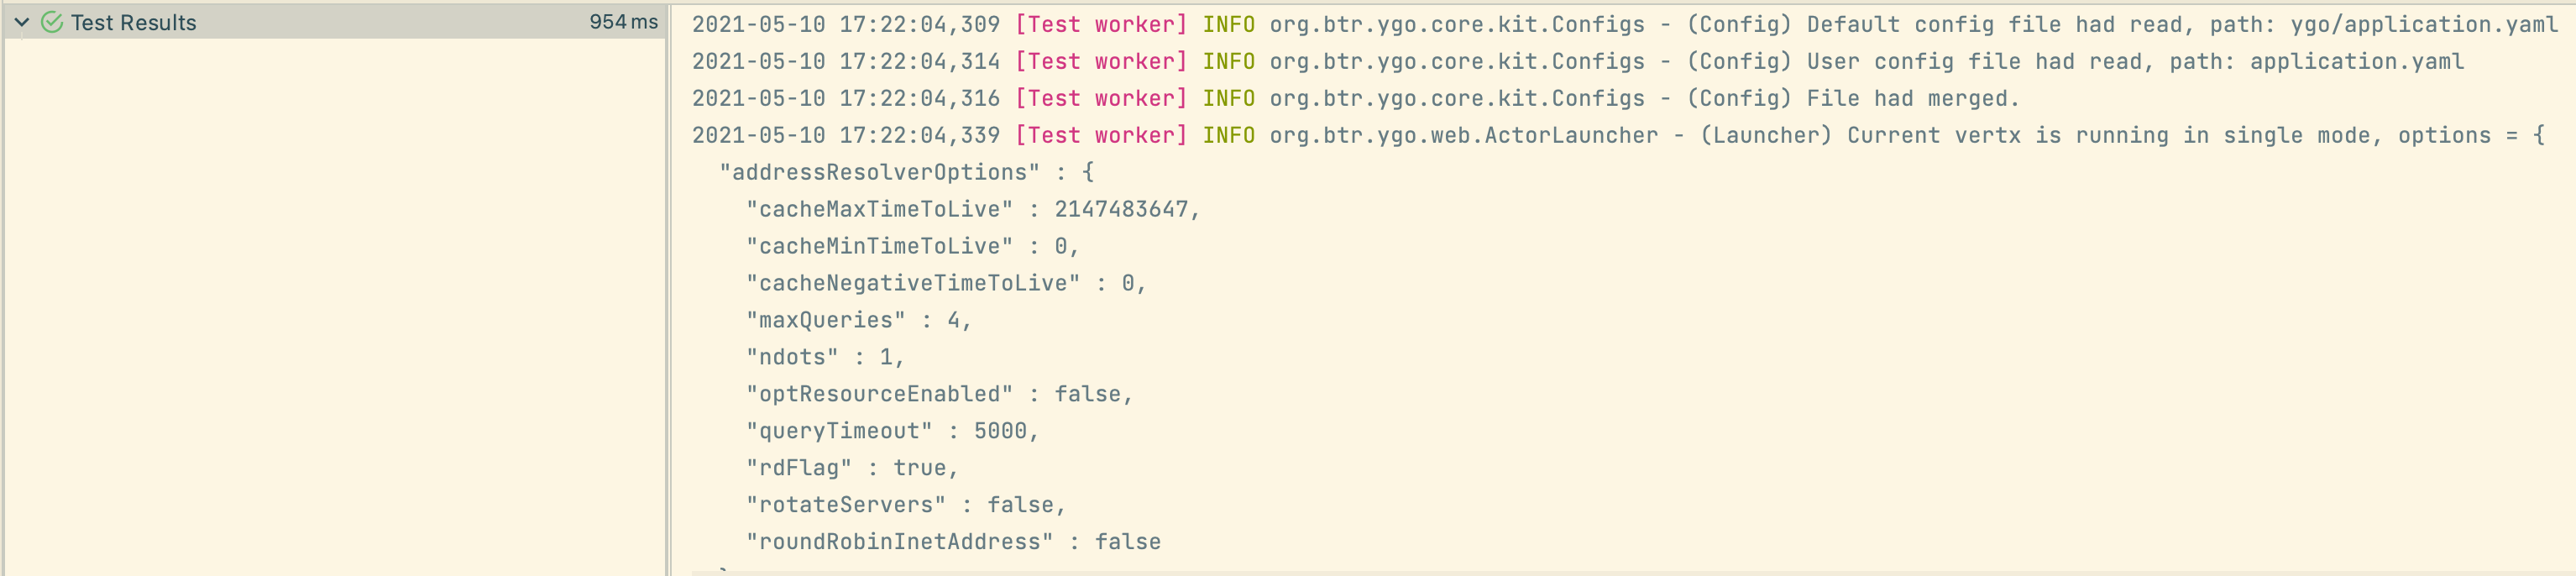 Test Results 954 ms
2021-05-10 17:22:04,309 [Test worker] INFO org.btr.ygo.core.kit.Configs - (Config) Default config file had read, path: ygo/application.yaml
2021-05-10 17:22:04,314 [Test worker] INFO org.btr.ygo.core.kit.Configs - (Config) User config file had read, path: application.yaml
2021-05-10 17:22:04,316 [Test worker] INFO org.btr.ygo.core.kit.Configs - (Config) File had merged.
2021-05-10 17:22:04,339 [Test worker] INFO org.btr.ygo.web.ActorLauncher - (Launcher) Current vertx is running in single mode, options = {
  "addressResolverOptions" : {
    "cacheMaxTimeToLive" : 2147483647,
    "cacheMinTimeToLive" : 0,
    "cacheNegativeTimeToLive" : 0,
    "maxQueries" : 4,
    "ndots" : 1,
    "optResourceEnabled" : false,
    "queryTimeout" : 5000,
    "rdFlag" : true,
    "rotateServers" : false,
    "roundRobinInetAddress" : false